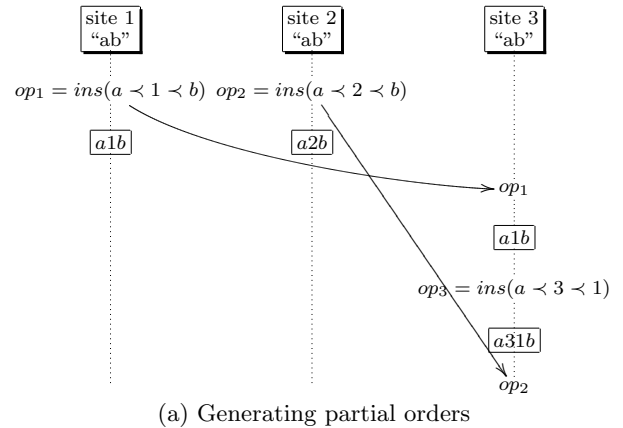 site 1 site 2 site 3
“ab” “ab” “ab”
op₁ = ins(a ≺ 1 ≺ b) op₂ = ins(a ≺ 2 ≺ b)
a1b a2b
op₁
a1b
op₃ = ins(a ≺ 3 ≺ 1)
a31b
op₂
(a) Generating partial orders